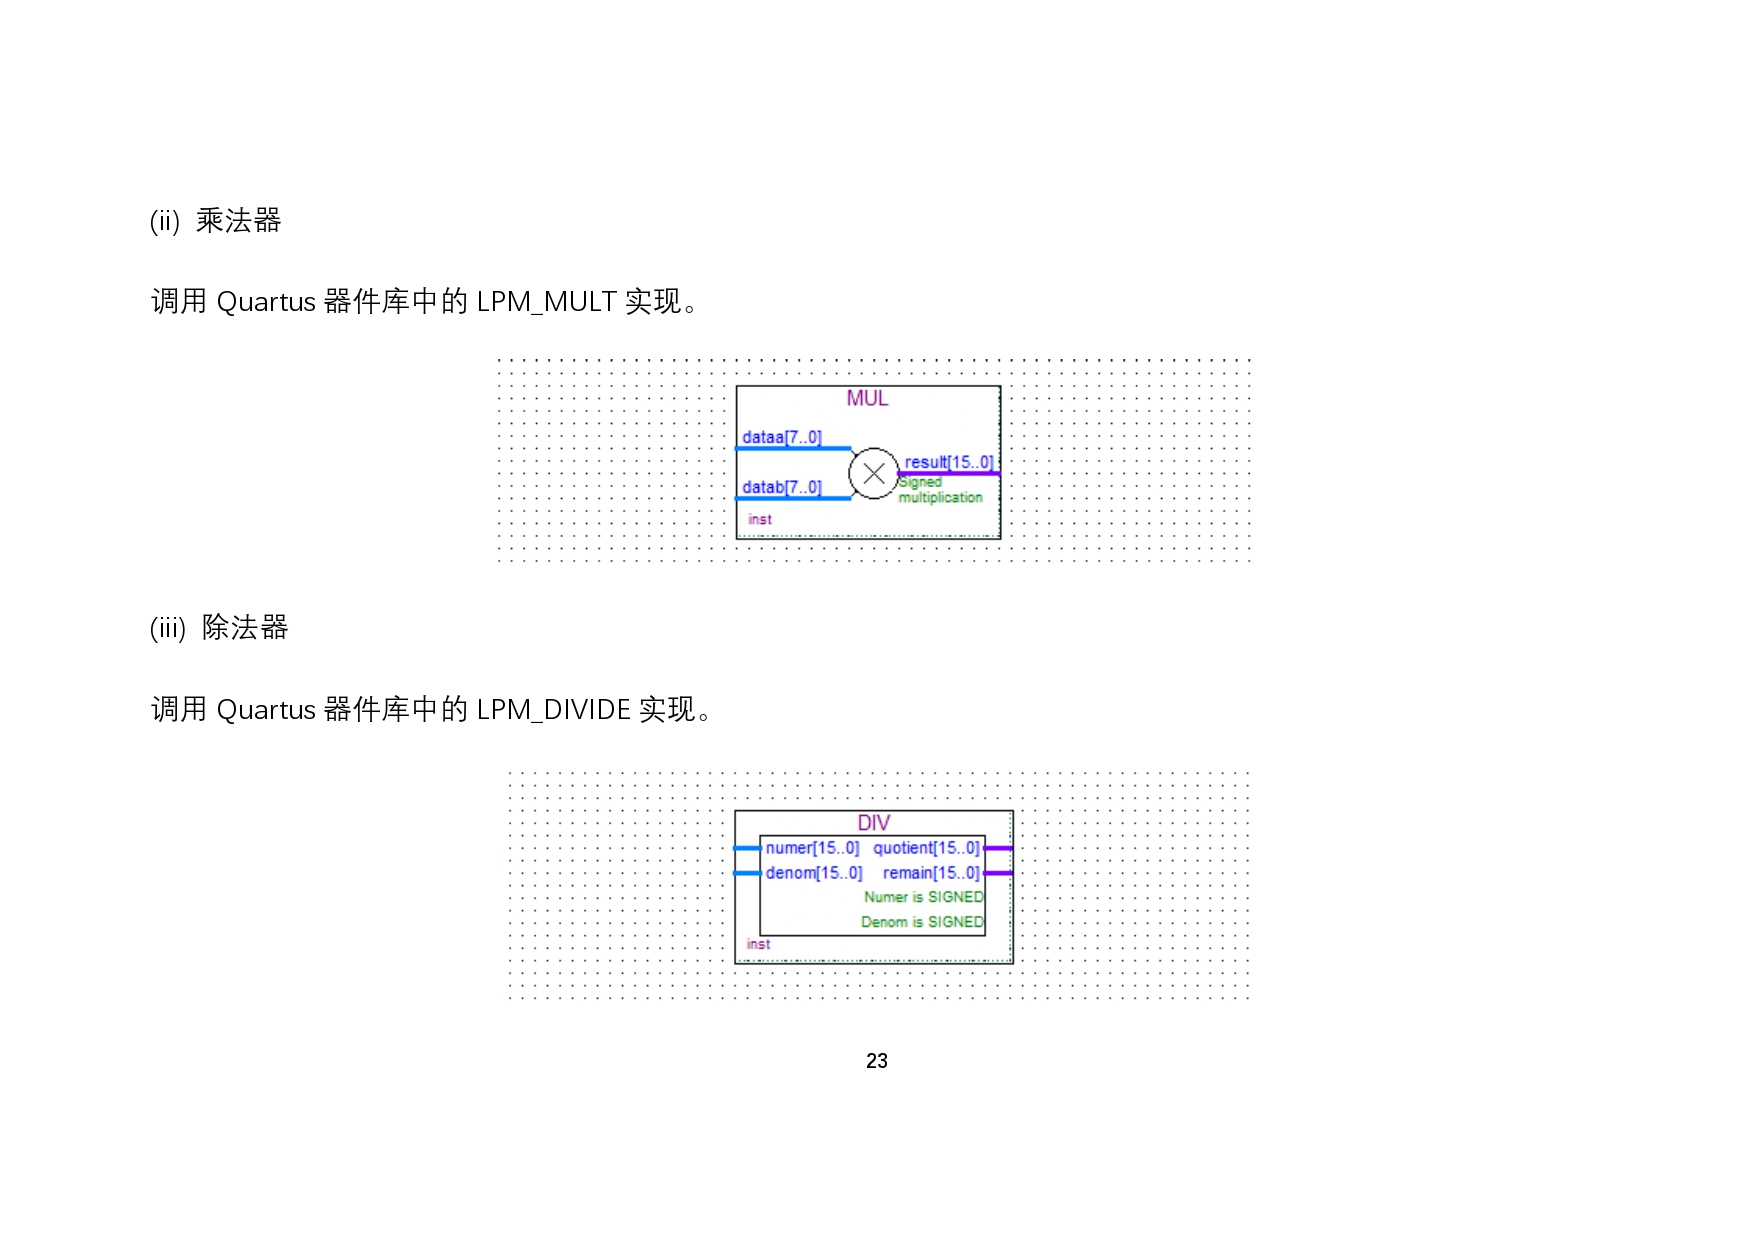 (ii) 乘法器
调用 Quartus 器件库中的 LPM_MULT 实现。
MUL
dataa[7..0]
result[15..0]
datab[7..0]
Signed
multiplication
inst
(iii) 除法器
调用 Quartus 器件库中的 LPM_DIVIDE 实现。
DIV
numer[15..0] quotient[15..0]
denom[15..0] remain[15..0]
Numer is SIGNED
Denom is SIGNED
inst
23